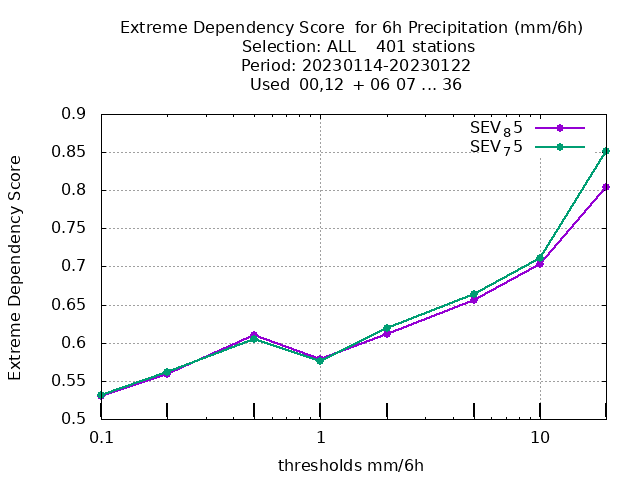 Extreme Dependency Score  for 6h Precipitation (mm/6h)
Selection: ALL    401 stations
Period: 20230114-20230122
Used  00,12  + 06 07 ... 36
SEV₈5
SEV₇5
Extreme Dependency Score
0.9
0.85
0.8
0.75
0.7
0.65
0.6
0.55
0.5
0.1 1 10
thresholds mm/6h